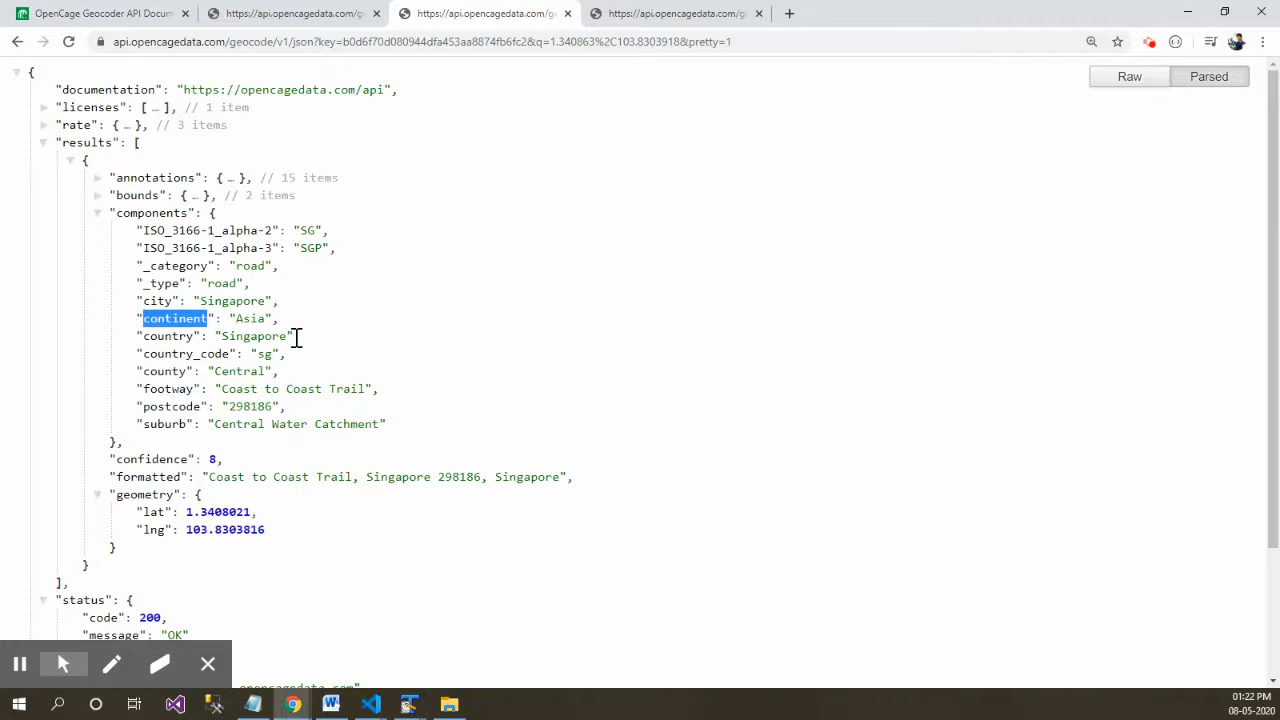 OpenCage Geocoder API Docum
https://api.opencagedata.com/ge
https://api.opencagedata.com/ge
https://api.opencagedata.com/ge
api.opencagedata.com/geocode/v1/json?key=b0d6f70d080944dfa453aa8874fb6fc2&q=1.340863%2C103.8303918&pretty=1
Raw
Parsed
{
"documentation": "https://opencagedata.com/api",
"licenses": [ … ], // 1 item
"rate": { … }, // 3 items
"results": [
{
"annotations": { … }, // 15 items
"bounds": { … }, // 2 items
"components": {
"ISO_3166-1_alpha-2": "SG",
"ISO_3166-1_alpha-3": "SGP",
"_category": "road",
"_type": "road",
"city": "Singapore",
"continent": "Asia",
"country": "Singapore"
"country_code": "sg",
"county": "Central",
"footway": "Coast to Coast Trail",
"postcode": "298186",
"suburb": "Central Water Catchment"
},
"confidence": 8,
"formatted": "Coast to Coast Trail, Singapore 298186, Singapore",
"geometry": {
"lat": 1.3408021,
"lng": 103.8303816
}
}
],
"status": {
"code": 200,
"message": "OK"
opencagedata.com"
01:22 PM
08-05-2020